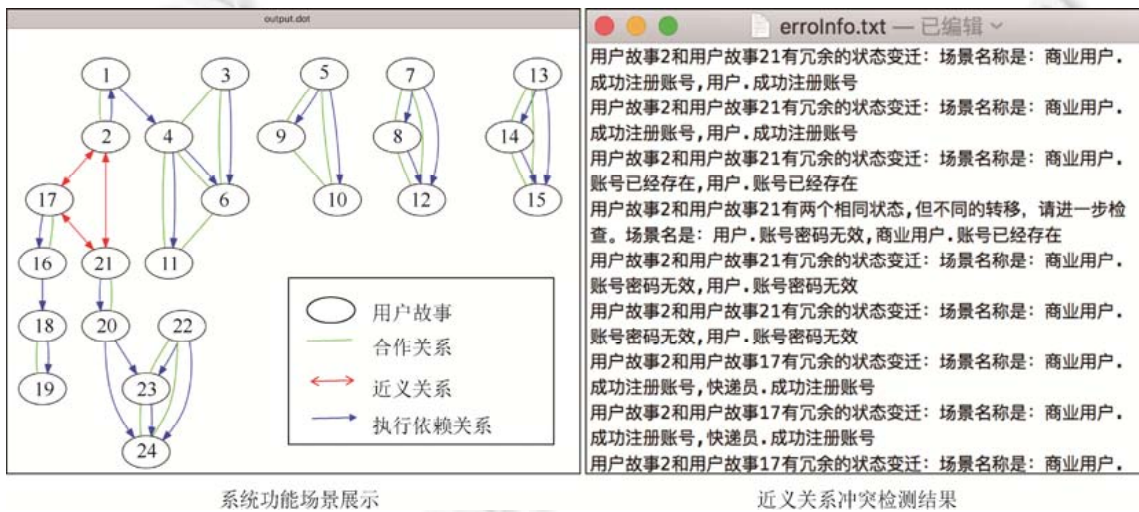 output.dot
1
3
5
7
13
2
4
9
8
14
17
6
10
12
15
16
21
11
18
20
22
19
23
24
用户故事
合作关系
近义关系
执行依赖关系
系统功能场景展示
erroInfo.txt — 已编辑
用户故事2和用户故事21有冗余的状态变迁: 场景名称是: 商业用户.
成功注册账号,用户.成功注册账号
用户故事2和用户故事21有冗余的状态变迁: 场景名称是: 商业用户.
成功注册账号,用户.成功注册账号
用户故事2和用户故事21有冗余的状态变迁: 场景名称是: 商业用户.
账号已经存在,用户.账号已经存在
用户故事2和用户故事21有两个相同状态,但不同的转移, 请进一步检
查。场景名是: 用户.账号密码无效,商业用户.账号已经存在
用户故事2和用户故事21有冗余的状态变迁: 场景名称是: 商业用户.
账号密码无效,用户.账号密码无效
用户故事2和用户故事21有冗余的状态变迁: 场景名称是: 商业用户.
账号密码无效,用户.账号密码无效
用户故事2和用户故事17有冗余的状态变迁: 场景名称是: 商业用户.
成功注册账号,快递员.成功注册账号
用户故事2和用户故事17有冗余的状态变迁: 场景名称是: 商业用户.
成功注册账号,快递员.成功注册账号
用户故事2和用户故事17有冗余的状态变迁: 场景名称是: 商业用户.
近义关系冲突检测结果